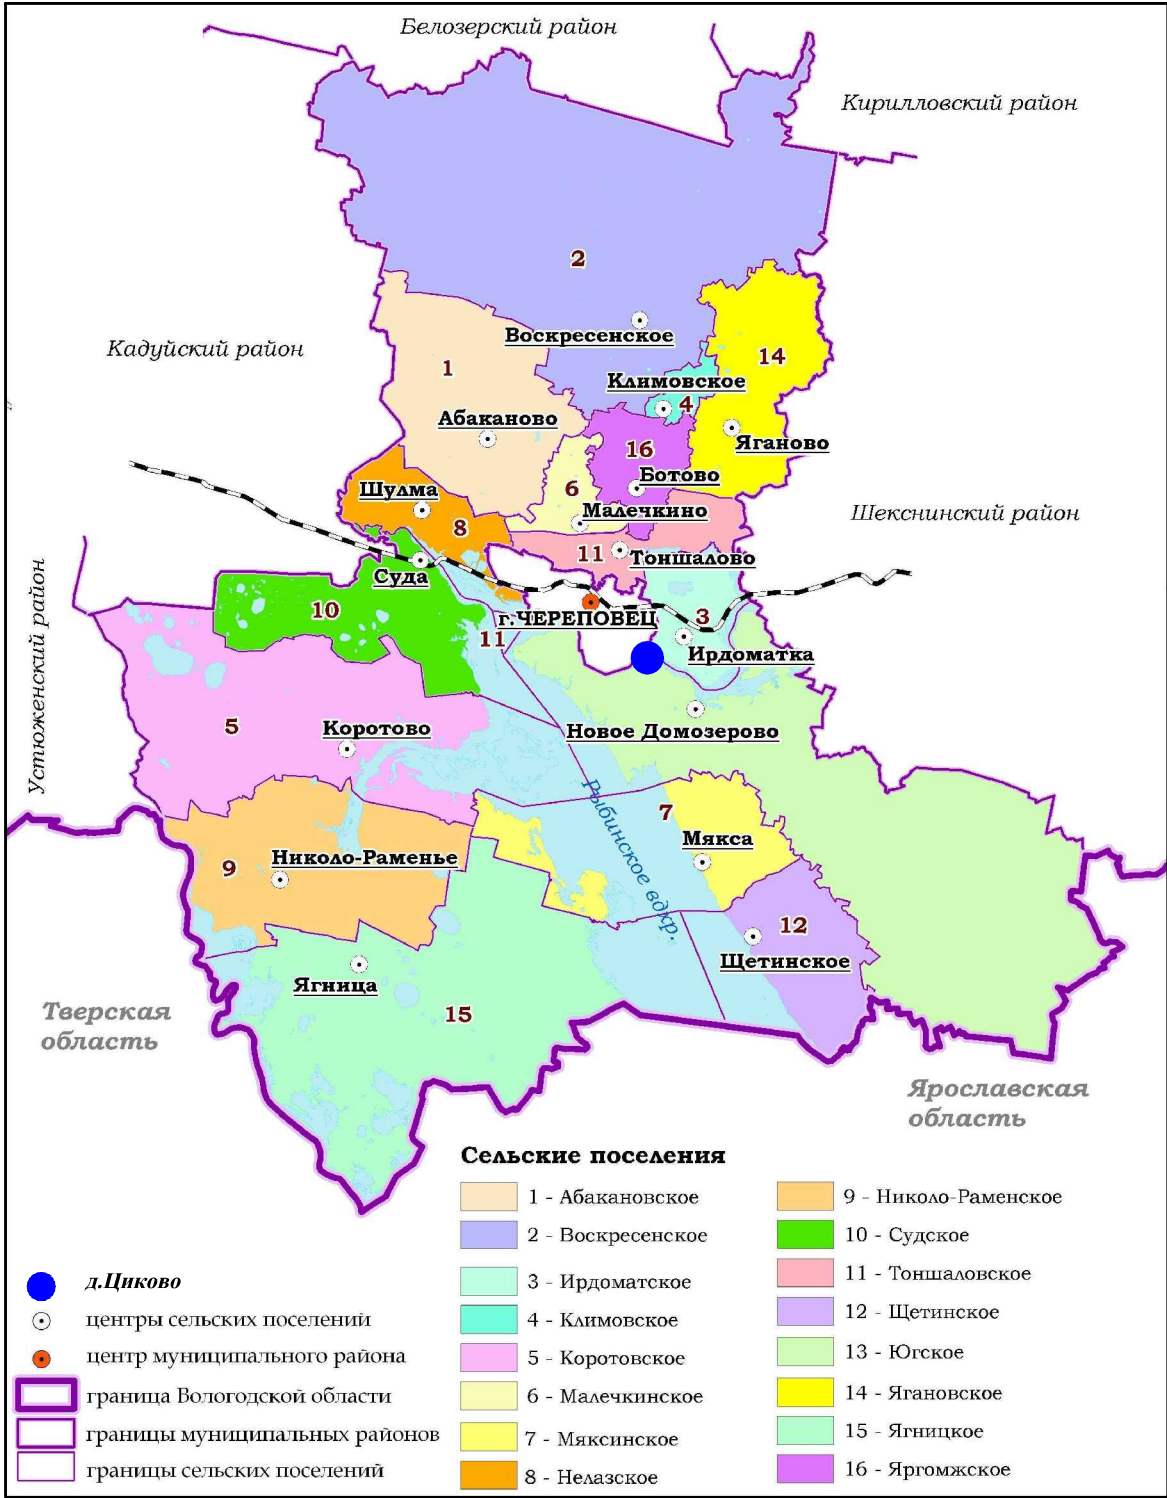 Белозерский район
Кирилловский район
2
Воскресенское
Кадуйский район
14
1
Климовское
4
Абаканово
Яганово
16
Ботово
Шулма
6
Малечкино
Шекснинский район
8
11
Тоншалово
Суда
Устюженский район
10
г.ЧЕРЕПОВЕЦ
3
11
Ирдоматка
5
Коротово
Новое Домозерово
Рыбинское вдхр.
7
Мякса
9
Николо-Раменье
12
Щетинское
Ягница
15
Тверская
область
Ярославская
область
Сельские поселения
1 - Абакановское
2 - Воскресенское
3 - Ирдоматское
4 - Климовское
5 - Коротовское
6 - Малечкинское
7 - Мяксинское
8 - Нелазское
9 - Николо-Раменское
10 - Судское
11 - Тоншаловское
12 - Щетинское
13 - Югское
14 - Ягановское
15 - Ягницкое
16 - Яргомжское
д.Циково
центры сельских поселений
центр муниципального района
граница Вологодской области
границы муниципальных районов
границы сельских поселений